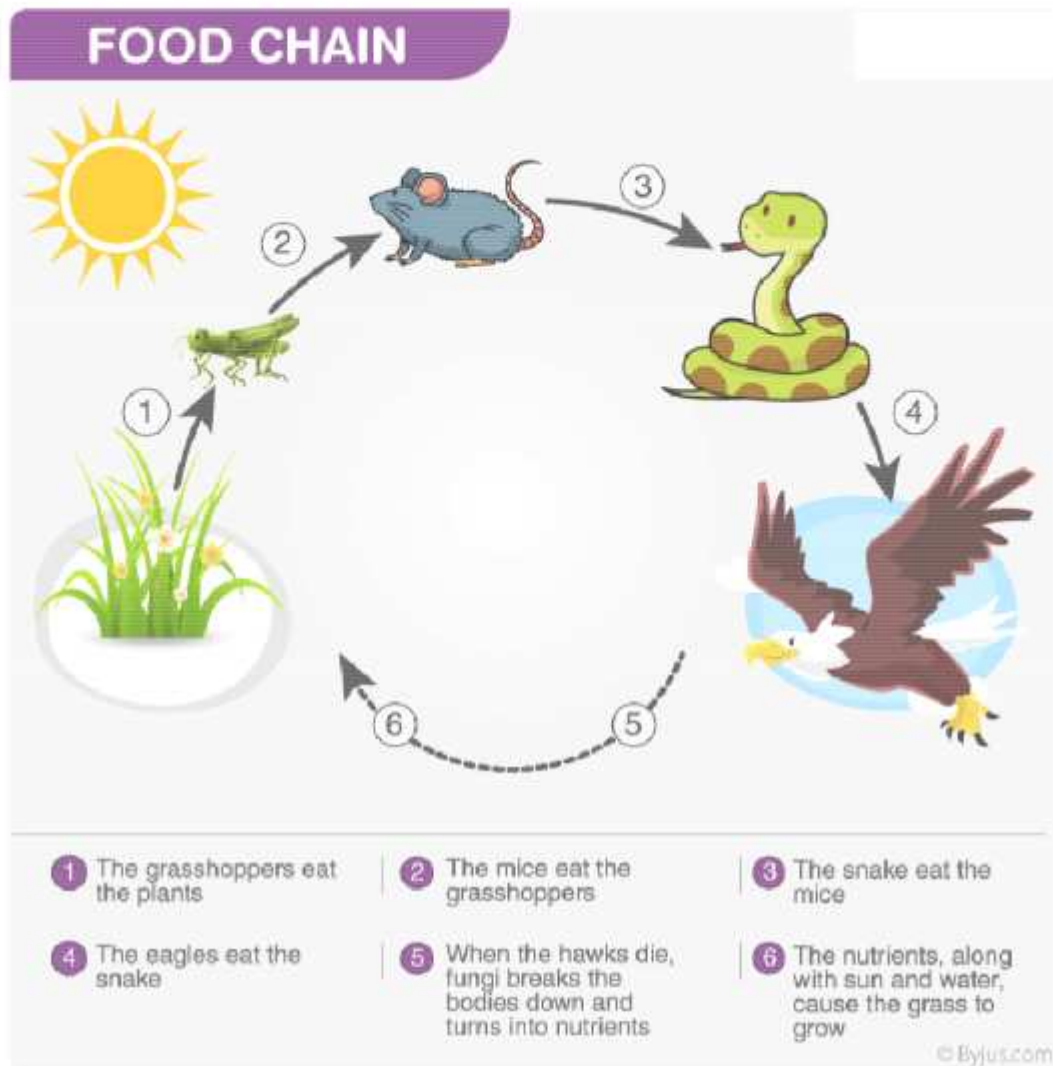 FOOD CHAIN
1
2
3
4
5
6
1 The grasshoppers eat
the plants
2 The mice eat the
grasshoppers
3 The snake eat the
mice
4 The eagles eat the
snake
5 When the hawks die,
fungi breaks the
bodies down and
turns into nutrients
6 The nutrients, along
with sun and water,
cause the grass to
grow
© Byjus.com